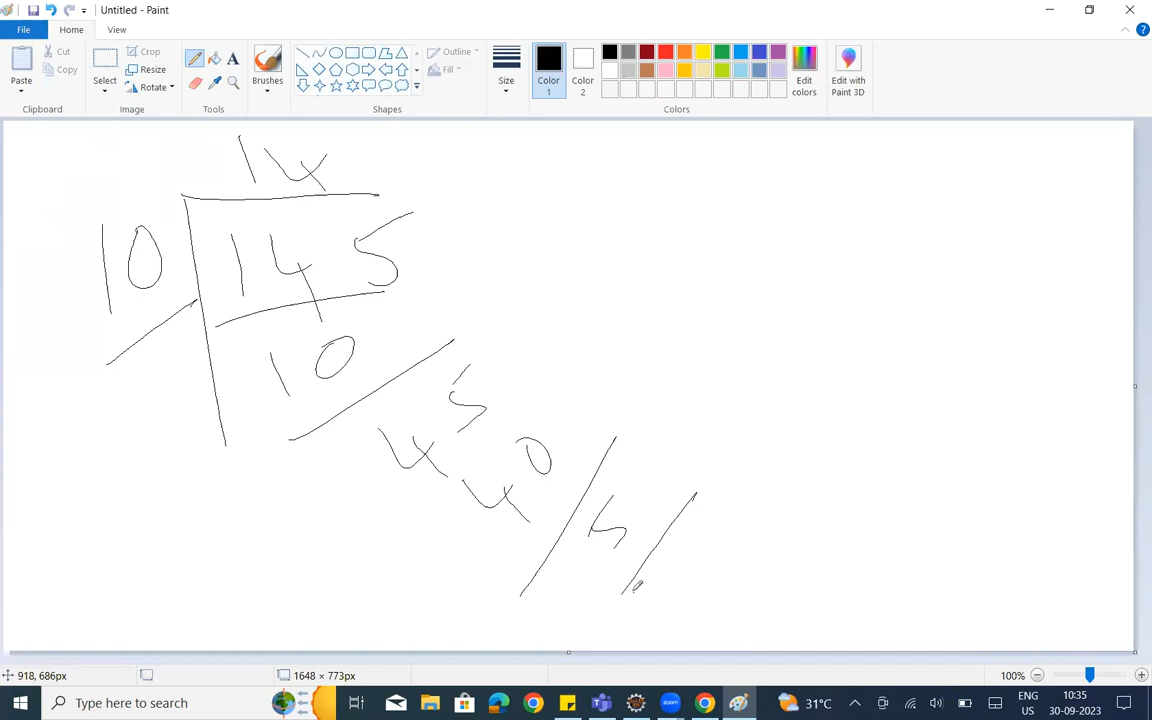 Untitled - Paint
File Home View
Paste Cut Copy Select Crop Resize Rotate A Brushes Outline Fill Size Color 1 Color 2 Edit colors Edit with Paint 3D
Clipboard Image Tools Shapes Colors
14
10 145
10
45
40
5
918, 686px 1648 × 773px 100%
Type here to search 31°C ENG US 10:35 30-09-2023